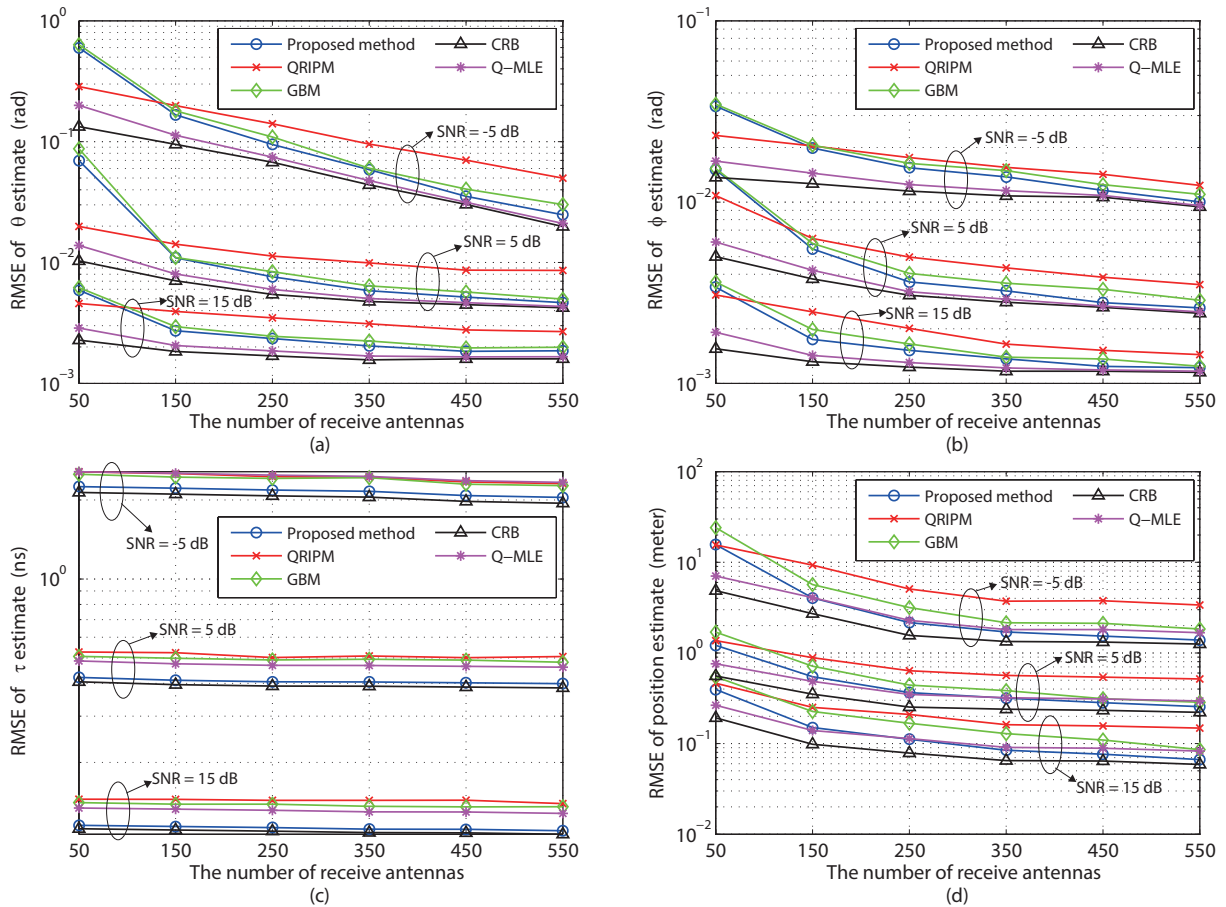 10^0
10^-1
10^-2
10^-3
RMSE of θ estimate (rad)
Proposed method
QRIPM
GBM
CRB
Q−MLE
SNR = -5 dB
SNR = 5 dB
SNR = 15 dB
50 150 250 350 450 550
The number of receive antennas
(a)
10^-1
10^-2
10^-3
RMSE of ϕ estimate (rad)
Proposed method
QRIPM
GBM
CRB
Q−MLE
SNR = -5 dB
SNR = 5 dB
SNR = 15 dB
50 150 250 350 450 550
The number of receive antennas
(b)
10^0
RMSE of τ estimate (ns)
SNR = -5 dB
Proposed method
QRIPM
GBM
CRB
Q−MLE
SNR = 5 dB
SNR = 15 dB
50 150 250 350 450 550
The number of receive antennas
(c)
10^2
10^1
10^0
10^-1
10^-2
RMSE of position estimate (meter)
Proposed method
QRIPM
GBM
CRB
Q−MLE
SNR = -5 dB
SNR = 5 dB
SNR = 15 dB
50 150 250 350 450 550
The number of receive antennas
(d)